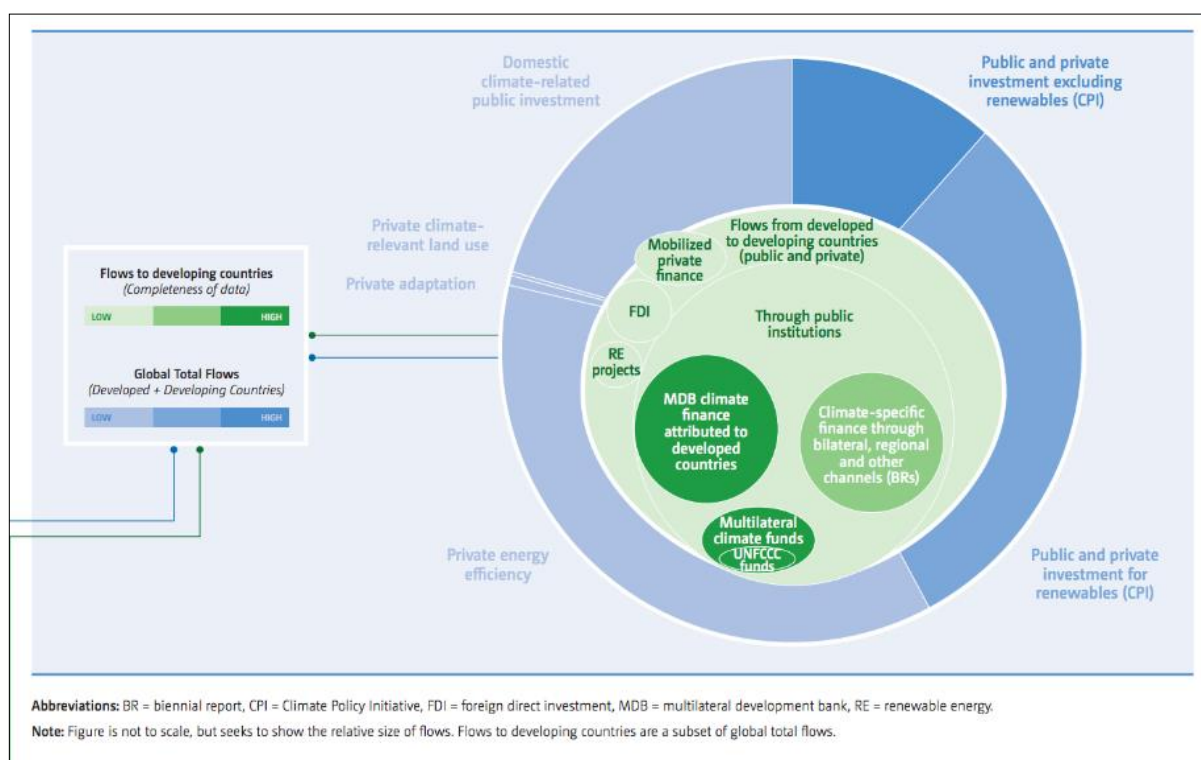 Domestic
climate-related
public investment
Public and private
investment excluding
renewables (CPI)
Private climate-
relevant land use
Private adaptation
Flows from developed
to developing countries
(public and private)
Mobilized
private
finance
FDI
RE
projects
Through public
institutions
MDB climate
finance
attributed to
developed
countries
Climate-specific
finance through
bilateral, regional
and other
channels (BRs)
Multilateral
climate funds
UNFCCC
funds
Flows to developing countries
(Completeness of data)
LOW HIGH
Global Total Flows
(Developed + Developing Countries)
LOW HIGH
Private energy
efficiency
Public and private
investment for
renewables (CPI)
Abbreviations: BR = biennial report, CPI = Climate Policy Initiative, FDI = foreign direct investment, MDB = multilateral development bank, RE = renewable energy.
Note: Figure is not to scale, but seeks to show the relative size of flows. Flows to developing countries are a subset of global total flows.